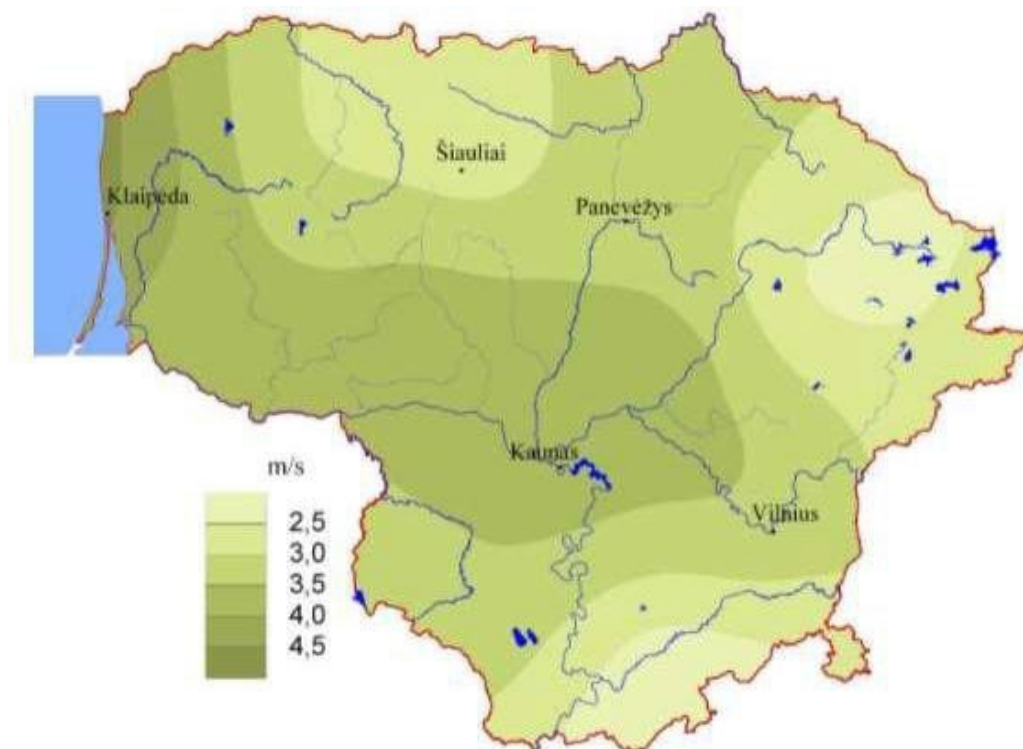 Šiauliai
Klaipėda
Panevėžys
Kaunas
m/s
Vilnius
2,5
3,0
3,5
4,0
4,5